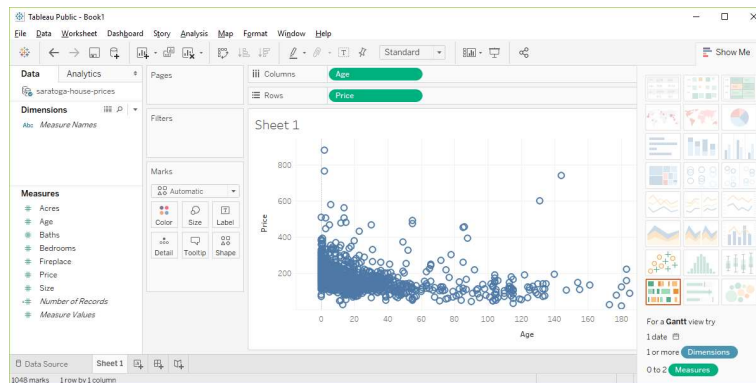 Tableau Public - Book1
File Data Worksheet Dashboard Story Analysis Map Format Window Help
Standard
Show Me
Data Analytics
saratoga-house-prices
Dimensions
Abc Measure Names
Measures
Acres
Age
Baths
Bedrooms
Fireplace
Price
Size
Number of Records
Measure Values
Pages
Filters
Marks
Automatic
Color Size Label
Detail Tooltip Shape
Columns Age
Rows Price
Sheet 1
Price
800
600
400
200
0 20 40 60 80 100 120 140 160 180
Age
For a Gantt view try
1 date
1 or more Dimensions
0 to 2 Measures
Data Source Sheet 1
1048 marks 1 row by 1 column